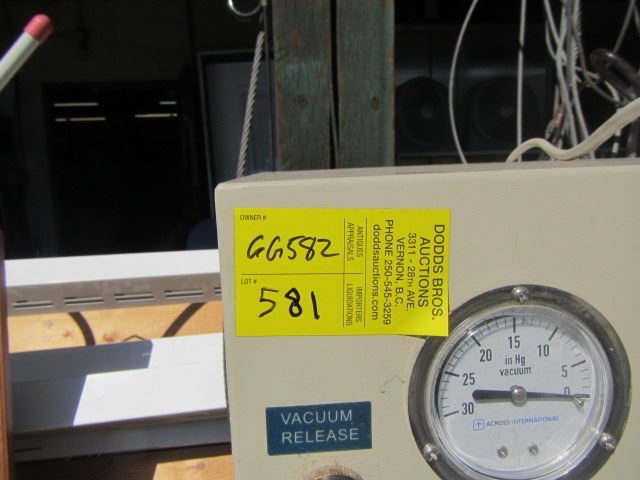 OWNER #
GG582
LOT #
581
ANTIQUES
APPRAISALS
IMPORTERS
LIQUIDATIONS
DODDS BROS.
AUCTIONS
3311 - 28TH AVE.
VERNON, B.C.
PHONE 250-545-3259
doddsauctions.com
VACUUM
RELEASE
30 25 20 15 10 5 0
in Hg
vacuum
ACROSS INTERNATIONAL